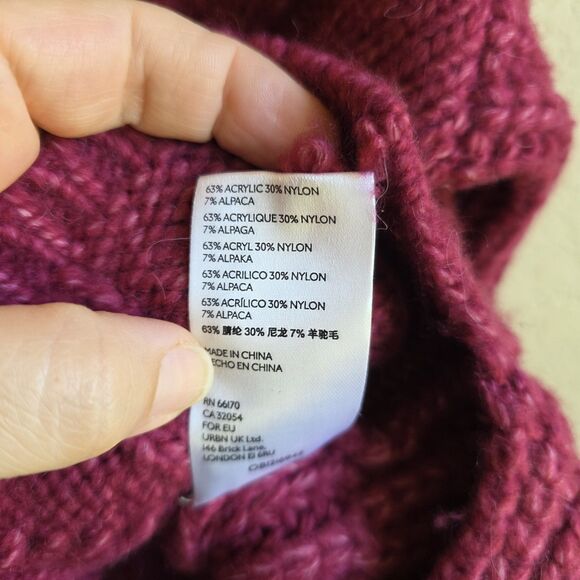 63% ACRYLIC 30% NYLON
7% ALPACA
63% ACRYLIQUE 30% NYLON
7% ALPAGA
63% ACRYL 30% NYLON
7% ALPAKA
63% ACRILICO 30% NYLON
7% ALPACA
63% ACRÍLICO 30% NYLON
7% ALPACA
63% 腈纶 30% 尼龙 7% 羊驼毛
MADE IN CHINA
HECHO EN CHINA
RN 66170
CA 32054
FOR EU
URBN UK Ltd.
146 Brick Lane,
LONDON E1 6RU